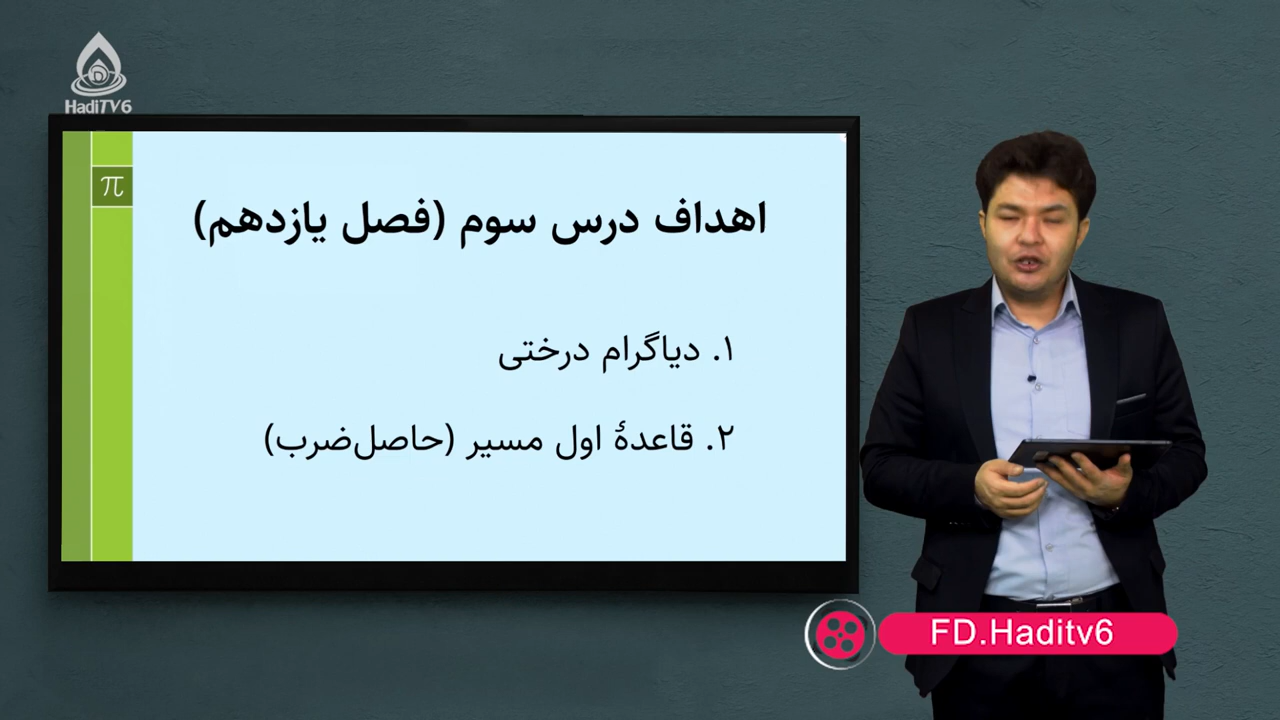 HadiTV6
π
اهداف درس سوم (فصل یازدهم)
۱. دیاگرام درختی
۲. قاعدهٔ اول مسیر (حاصل‌ضرب)
FD.Haditv6